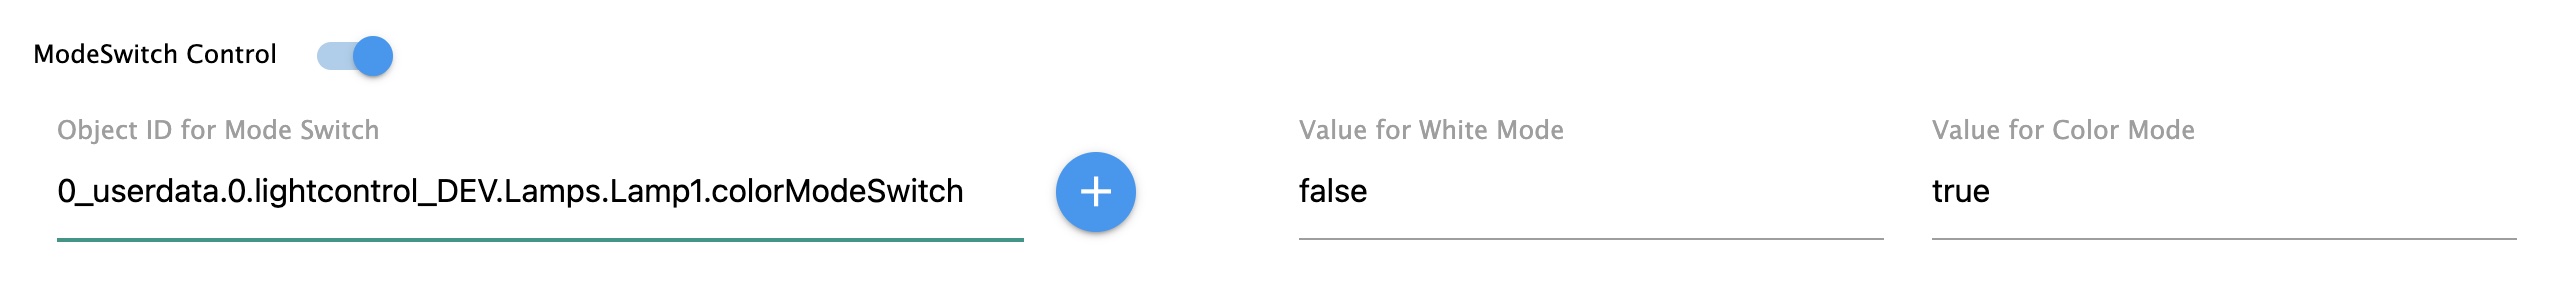 ModeSwitch Control
Object ID for Mode Switch
Value for White Mode
Value for Color Mode
0_userdata.0.lightcontrol_DEV.Lamps.Lamp1.colorModeSwitch
false
true